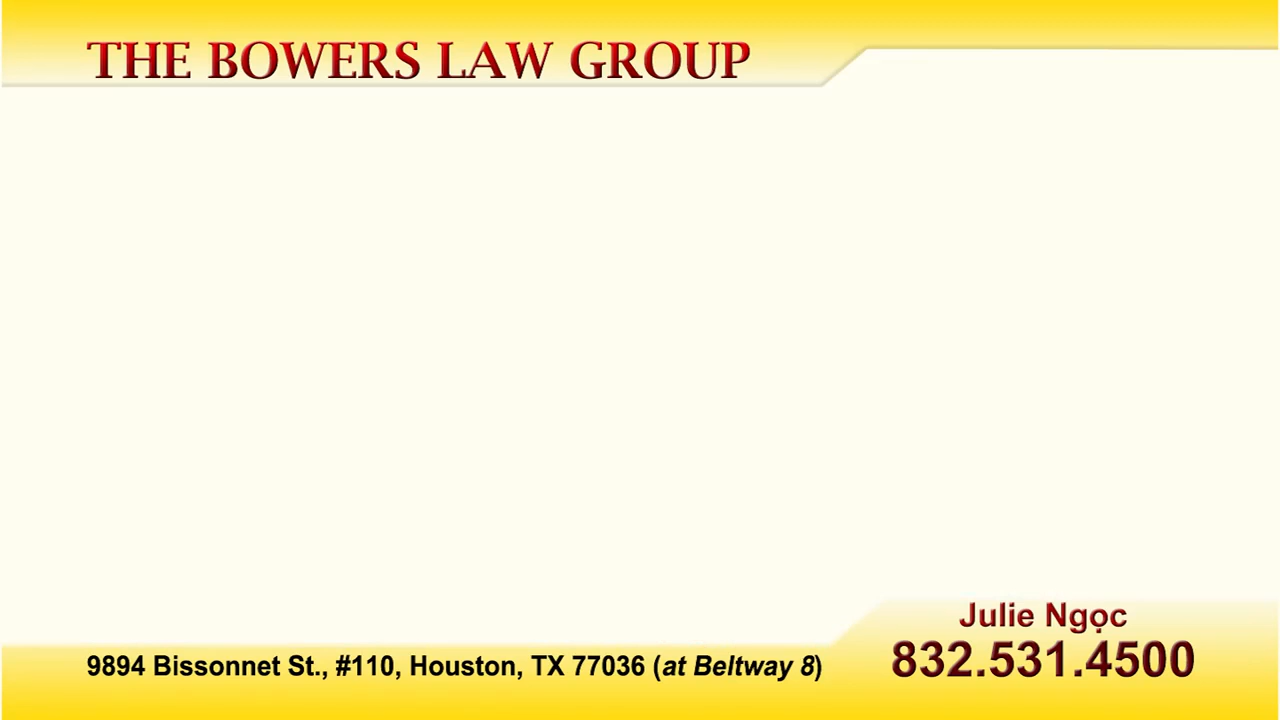 THE BOWERS LAW GROUP
Julie Ngọc
832.531.4500
9894 Bissonnet St., #110, Houston, TX 77036 (at Beltway 8)